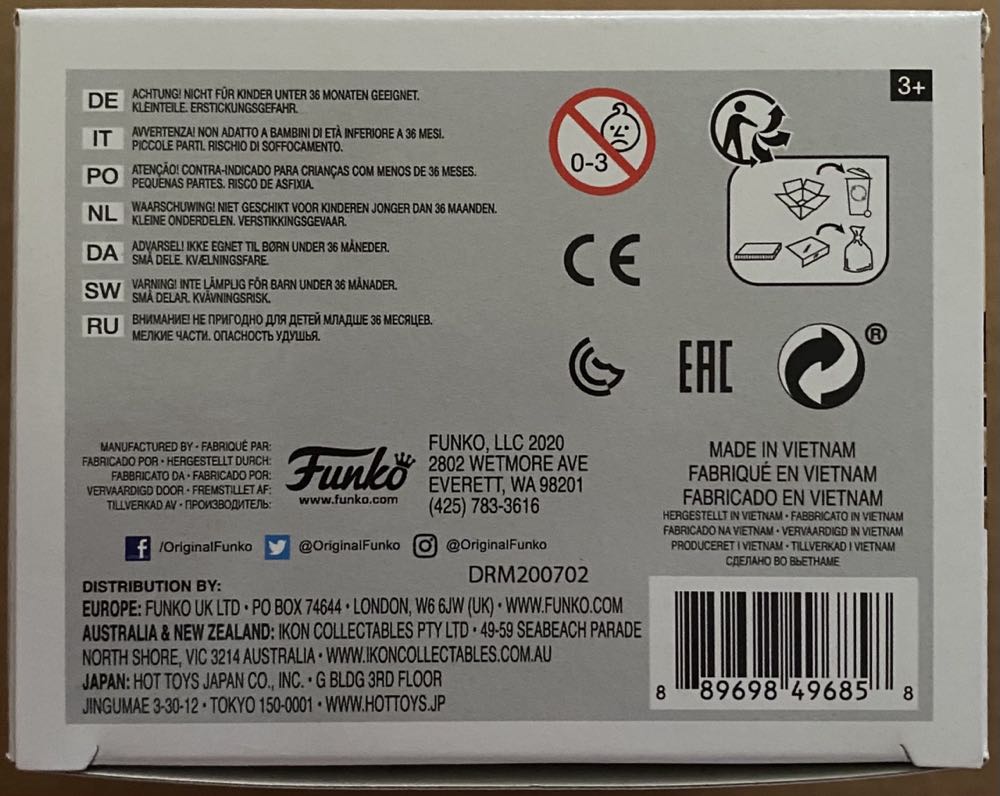 3+
DE ACHTUNG! NICHT FÜR KINDER UNTER 36 MONATEN GEEIGNET.
KLEINTEILE. ERSTICKUNGSGEFAHR.
IT AVVERTENZA! NON ADATTO A BAMBINI DI ETÀ INFERIORE A 36 MESI.
PICCOLE PARTI. RISCHIO DI SOFFOCAMENTO.
PO ATENÇÃO! CONTRA-INDICADO PARA CRIANÇAS COM MENOS DE 36 MESES.
PEQUENAS PARTES. RISCO DE ASFIXIA.
NL WAARSCHUWING! NIET GESCHIKT VOOR KINDEREN JONGER DAN 36 MAANDEN.
KLEINE ONDERDELEN. VERSTIKKINGSGEVAAR.
DA ADVARSEL! IKKE EGNET TIL BØRN UNDER 36 MÅNEDER.
SMÅ DELE. KVÆLNINGSFARE.
SW VARNING! INTE LÄMPLIG FÖR BARN UNDER 36 MÅNADER.
SMÅ DELAR. KVÄVNINGSRISK.
RU ВНИМАНИЕ! НЕ ПРИГОДНО ДЛЯ ДЕТЕЙ МЛАДШЕ 36 МЕСЯЦЕВ.
МЕЛКИЕ ЧАСТИ. ОПАСНОСТЬ УДУШЬЯ.
0-3
CE
EAC
®
MANUFACTURED BY • FABRIQUÉ PAR:
FABRICADO POR • HERGESTELLT DURCH:
FABBRICATO DA • FABRICADO POR:
VERVAARDIGD DOOR • FREMSTILLET AF:
TILLVERKAD AV • ПРОИЗВОДИТЕЛЬ:
Funko
www.funko.com
FUNKO, LLC 2020
2802 WETMORE AVE
EVERETT, WA 98201
(425) 783-3616
/OriginalFunko @OriginalFunko @OriginalFunko
DRM200702
MADE IN VIETNAM
FABRIQUÉ EN VIETNAM
FABRICADO EN VIETNAM
HERGESTELLT IN VIETNAM • FABBRICATO IN VIETNAM
FABRICADO NA VIETNAM • VERVAARDIGD IN VIETNAM
PRODUCERET I VIETNAM • TILLVERKAD I VIETNAM
СДЕЛАНО ВО ВЬЕТНАМЕ
DISTRIBUTION BY:
EUROPE: FUNKO UK LTD • PO BOX 74644 • LONDON, W6 6JW (UK) • WWW.FUNKO.COM
AUSTRALIA & NEW ZEALAND: IKON COLLECTABLES PTY LTD • 49-59 SEABEACH PARADE
NORTH SHORE, VIC 3214 AUSTRALIA • WWW.IKONCOLLECTABLES.COM.AU
JAPAN: HOT TOYS JAPAN CO., INC. • G BLDG 3RD FLOOR
JINGUMAE 3-30-12 • TOKYO 150-0001 • WWW.HOTTOYS.JP
8 89698 49685 8